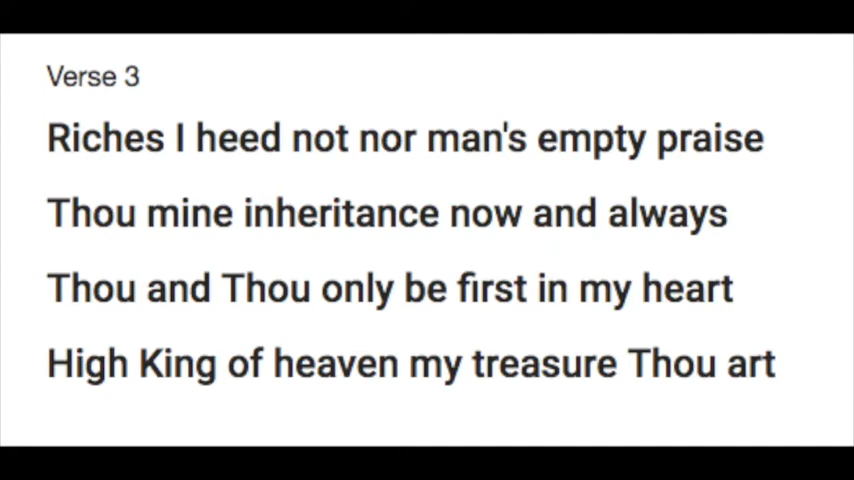 Verse 3
Riches I heed not nor man's empty praise
Thou mine inheritance now and always
Thou and Thou only be first in my heart
High King of heaven my treasure Thou art